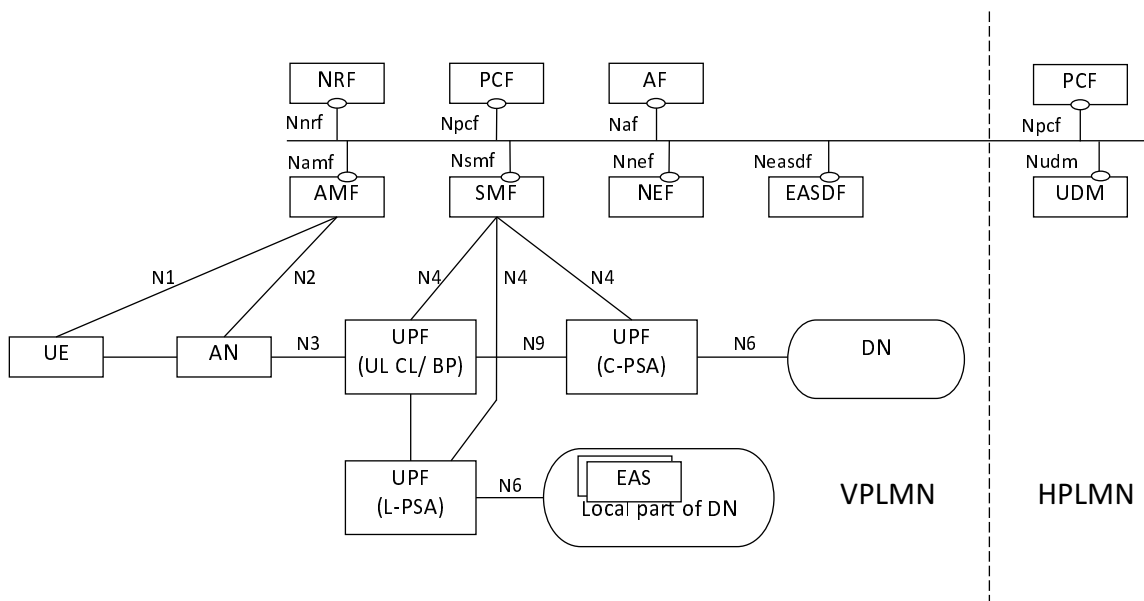 NRF
PCF
AF
PCF
Nnrf
Npcf
Naf
Npcf
Namf
Nsmf
Nnef
Neasdf
Nudm
AMF
SMF
NEF
EASDF
UDM
N1
N2
N4
N4
N4
UE
AN
N3
UPF
(UL CL/ BP)
N9
UPF
(C-PSA)
N6
DN
UPF
(L-PSA)
N6
EAS
Local part of DN
VPLMN
HPLMN